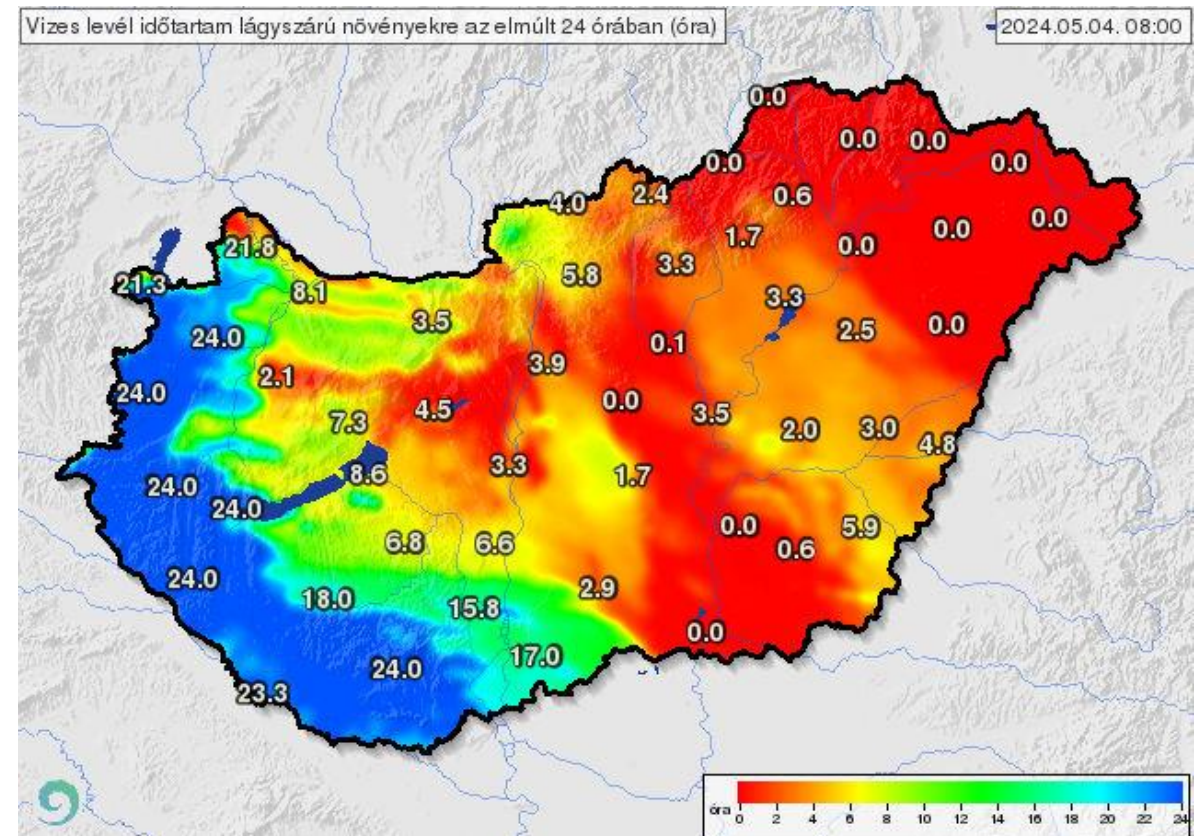 Vizes levél időtartam lágyszárú növényekre az elmúlt 24 órában (óra)
2024.05.04. 08:00
0.0
0.0 0.0
0.0 0.0
4.0 2.4 0.6
21.8 1.7 0.0 0.0 0.0
21.3 8.1 5.8 3.3
3.3
24.0 3.5 0.1 2.5 0.0
2.1 3.9
24.0 4.5 0.0 3.5
7.3 2.0 3.0 4.8
24.0 8.6 3.3 1.7
24.0 0.0 5.9
6.8 6.6 0.6
24.0 18.0 15.8 2.9
24.0 17.0 0.0
23.3
óra 0 2 4 6 8 10 12 14 16 18 20 22 24